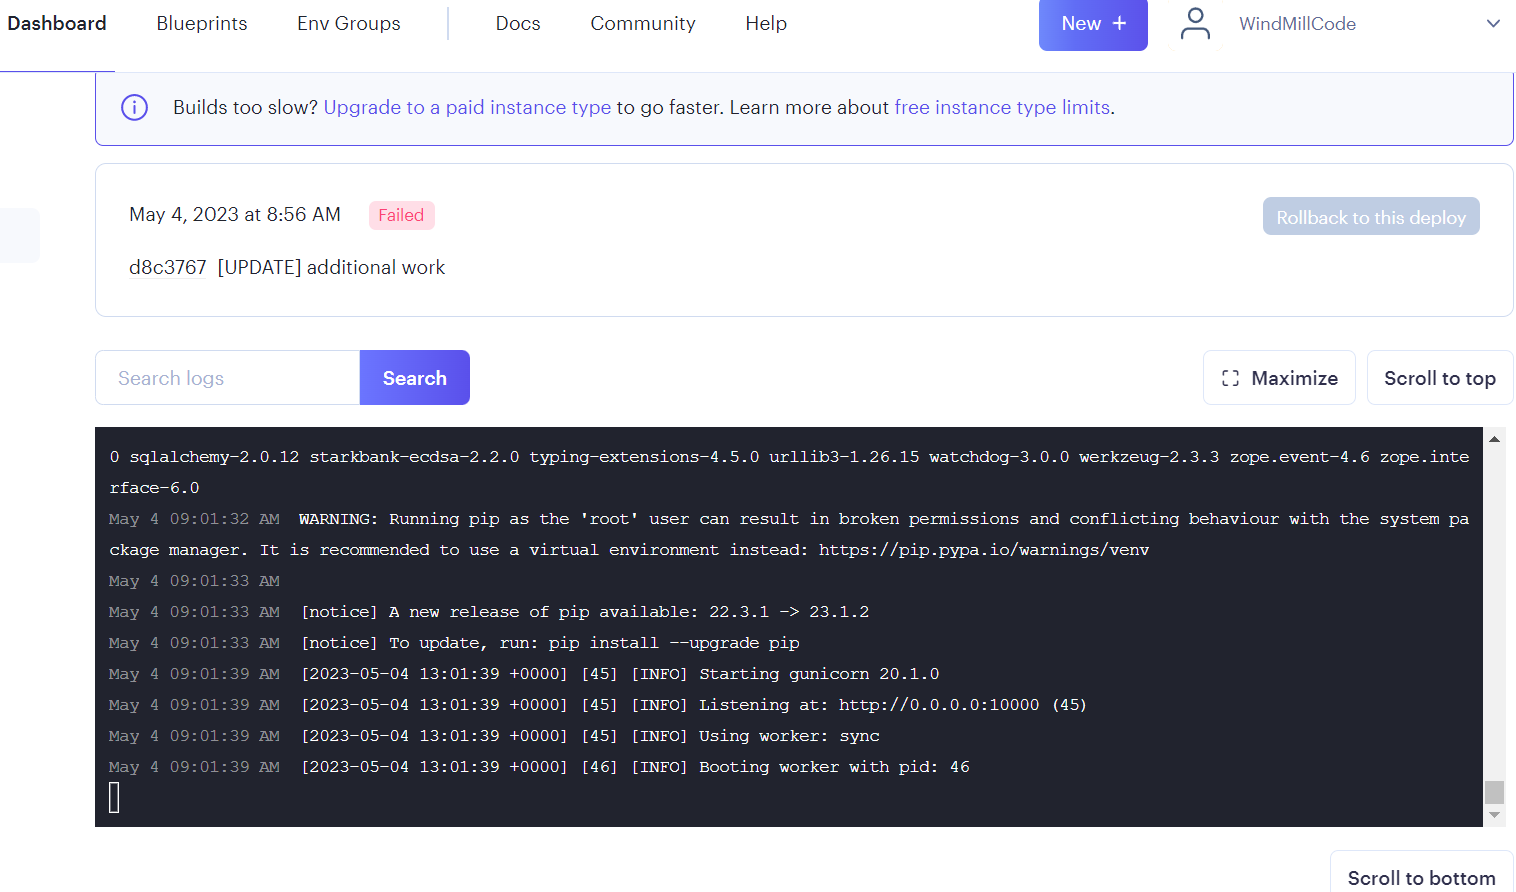 Dashboard Blueprints Env Groups Docs Community Help New + WindMillCode
Builds too slow? Upgrade to a paid instance type to go faster. Learn more about free instance type limits.
May 4, 2023 at 8:56 AM Failed Rollback to this deploy
d8c3767 [UPDATE] additional work
Search logs Search Maximize Scroll to top
0 sqlalchemy-2.0.12 starkbank-ecdsa-2.2.0 typing-extensions-4.5.0 urllib3-1.26.15 watchdog-3.0.0 werkzeug-2.3.3 zope.event-4.6 zope.inte
rface-6.0
May 4 09:01:32 AM WARNING: Running pip as the 'root' user can result in broken permissions and conflicting behaviour with the system pa
ckage manager. It is recommended to use a virtual environment instead: https://pip.pypa.io/warnings/venv
May 4 09:01:33 AM
May 4 09:01:33 AM [notice] A new release of pip available: 22.3.1 -> 23.1.2
May 4 09:01:33 AM [notice] To update, run: pip install --upgrade pip
May 4 09:01:39 AM [2023-05-04 13:01:39 +0000] [45] [INFO] Starting gunicorn 20.1.0
May 4 09:01:39 AM [2023-05-04 13:01:39 +0000] [45] [INFO] Listening at: http://0.0.0.0:10000 (45)
May 4 09:01:39 AM [2023-05-04 13:01:39 +0000] [45] [INFO] Using worker: sync
May 4 09:01:39 AM [2023-05-04 13:01:39 +0000] [46] [INFO] Booting worker with pid: 46
Scroll to bottom